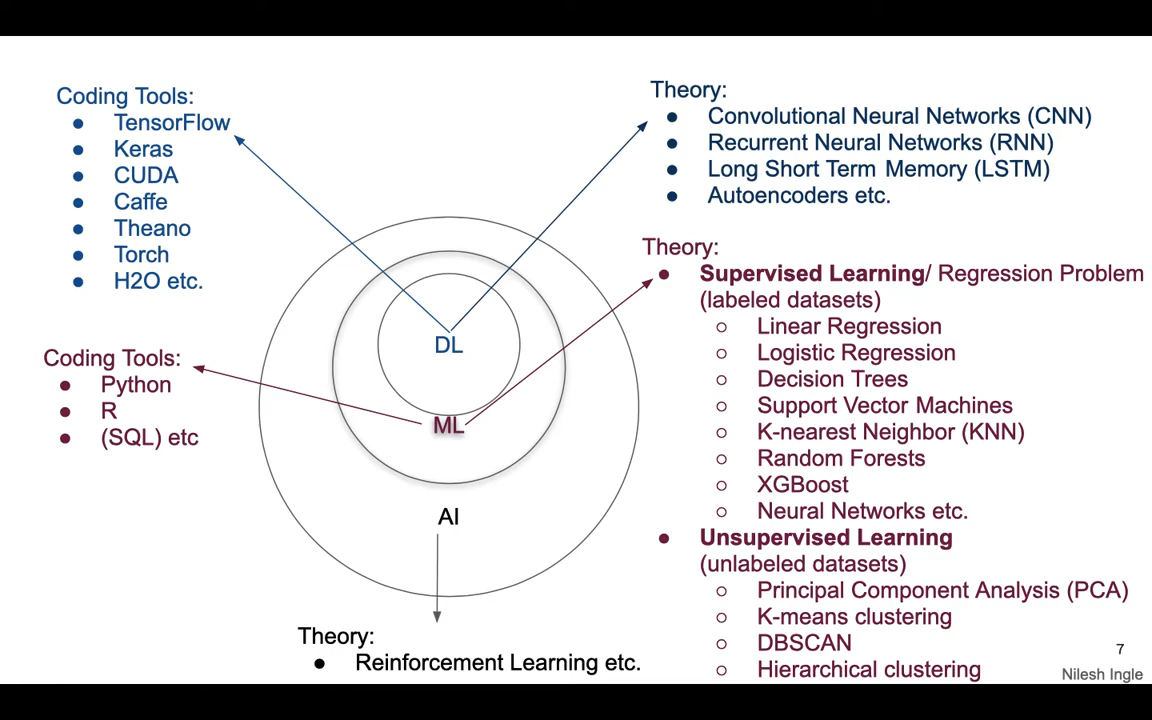 Coding Tools:
● TensorFlow
● Keras
● CUDA
● Caffe
● Theano
● Torch
● H2O etc.
Theory:
● Convolutional Neural Networks (CNN)
● Recurrent Neural Networks (RNN)
● Long Short Term Memory (LSTM)
● Autoencoders etc.
Coding Tools:
● Python
● R
● (SQL) etc
DL
ML
AI
Theory:
● Supervised Learning/ Regression Problem
(labeled datasets)
○ Linear Regression
○ Logistic Regression
○ Decision Trees
○ Support Vector Machines
○ K-nearest Neighbor (KNN)
○ Random Forests
○ XGBoost
○ Neural Networks etc.
● Unsupervised Learning
(unlabeled datasets)
○ Principal Component Analysis (PCA)
○ K-means clustering
○ DBSCAN
○ Hierarchical clustering
Theory:
● Reinforcement Learning etc.
7
Nilesh Ingle